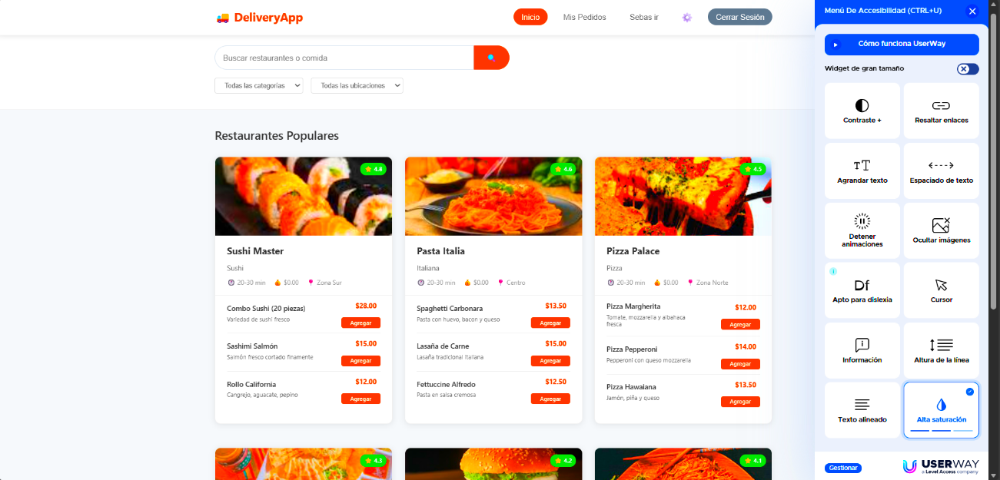 DeliveryApp
Inicio
Mis Pedidos
Sebas ir
Cerrar Sesión
Buscar restaurantes o comida
Todas las categorías
Todas las ubicaciones
Restaurantes Populares
4.8
Sushi Master
Sushi
20-30 min $0.00 Zona Sur
Combo Sushi (20 piezas) $28.00
Variedad de sushi fresco Agregar
Sashimi Salmón $15.00
Salmón fresco cortado finamente Agregar
Rollo California $12.00
Cangrejo, aguacate, pepino Agregar
4.6
Pasta Italia
Italiana
20-30 min $0.00 Centro
Spaghetti Carbonara $13.50
Pasta con huevo, bacon y queso Agregar
Lasaña de Carne $15.00
Lasaña tradicional italiana Agregar
Fettuccine Alfredo $12.50
Pasta en salsa cremosa Agregar
4.5
Pizza Palace
Pizza
20-30 min $0.00 Zona Norte
Pizza Margherita $12.00
Tomate, mozzarella y albahaca
fresca Agregar
Pizza Pepperoni $14.00
Pepperoni con queso mozzarella Agregar
Pizza Hawaiana $13.50
Jamón, piña y queso Agregar
4.3
4.2
4.1
Menú De Accesibilidad (CTRL+U)
Cómo funciona UserWay
Widget de gran tamaño
Contraste +
Resaltar enlaces
Agrandar texto
Espaciado de texto
Detener
animaciones
Ocultar imágenes
Df
Apto para dislexia
Cursor
Información
Altura de la línea
Texto alineado
Alta saturación
Gestionar
USERWAY
a Level Access company